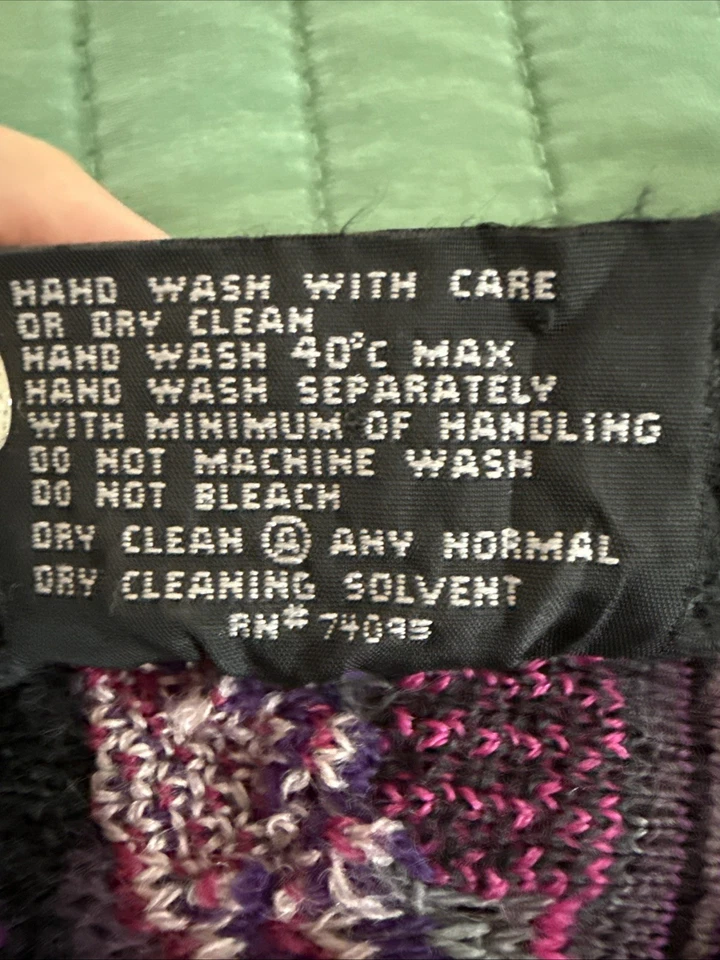 HAND WASH WITH CARE
OR DRY CLEAN
HAND WASH 40°C MAX
HAND WASH SEPARATELY
WITH MINIMUM OF HANDLING
DO NOT MACHINE WASH
DO NOT BLEACH
DRY CLEAN Ⓐ ANY NORMAL
DRY CLEANING SOLVENT
RN# 74095